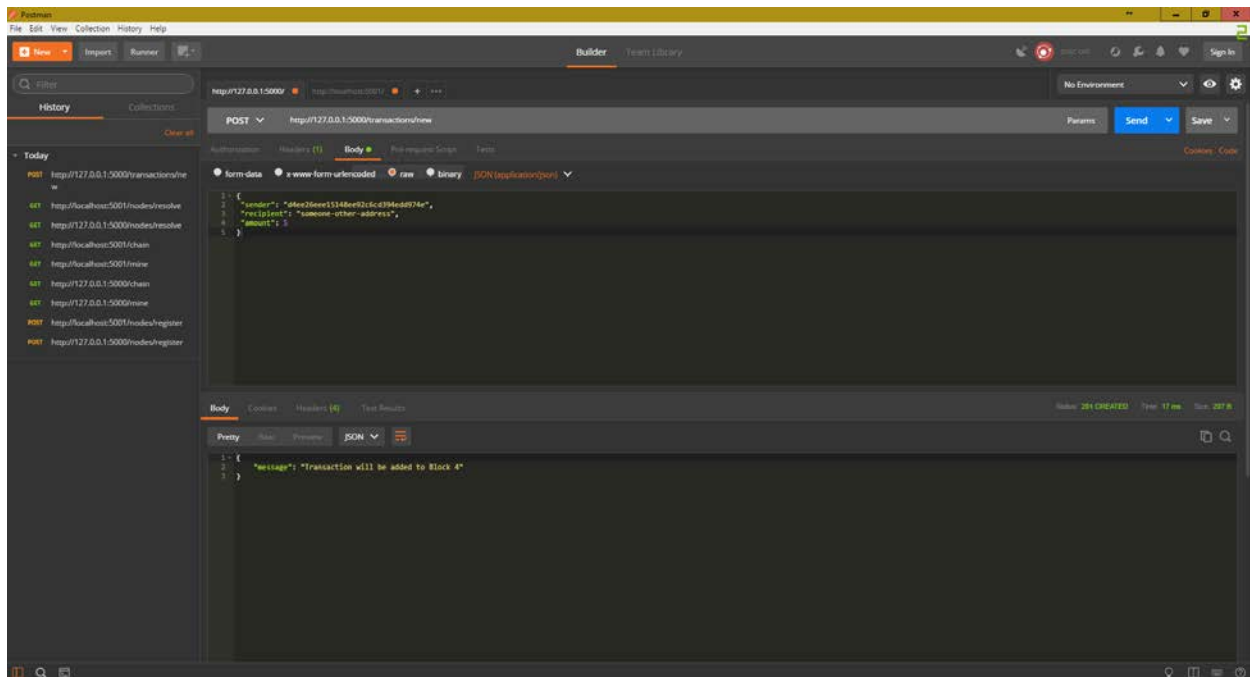 Postman
File Edit View Collection History Help
New Import Runner Builder Team Library Sign In
Filter
History Collections
Clear all
Today
POST http://127.0.0.1:5000/transactions/ne
w
GET http://localhost:5001/nodes/resolve
GET http://127.0.0.1:5000/nodes/resolve
GET http://localhost:5001/chain
GET http://localhost:5001/mine
GET http://127.0.0.1:5000/chain
GET http://127.0.0.1:5000/mine
POST http://localhost:5001/nodes/register
POST http://127.0.0.1:5000/nodes/register
http://127.0.0.1:5000/ http://localhost:5001/ + ···
No Environment
POST http://127.0.0.1:5000/transactions/new Params Send Save
Authorization Headers (1) Body Pre-request Script Tests Cookies Code
form-data x-www-form-urlencoded raw binary JSON (application/json)
1 {
2 "sender": "d4ee26eee15148ee92c6cd394edd974e",
3 "recipient": "someone-other-address",
4 "amount": 5
5 }
Body Cookies Headers (4) Test Results Status: 201 CREATED Time: 17 ms Size: 207 B
Pretty Raw Preview JSON
1 {
2 "message": "Transaction will be added to Block 4"
3 }